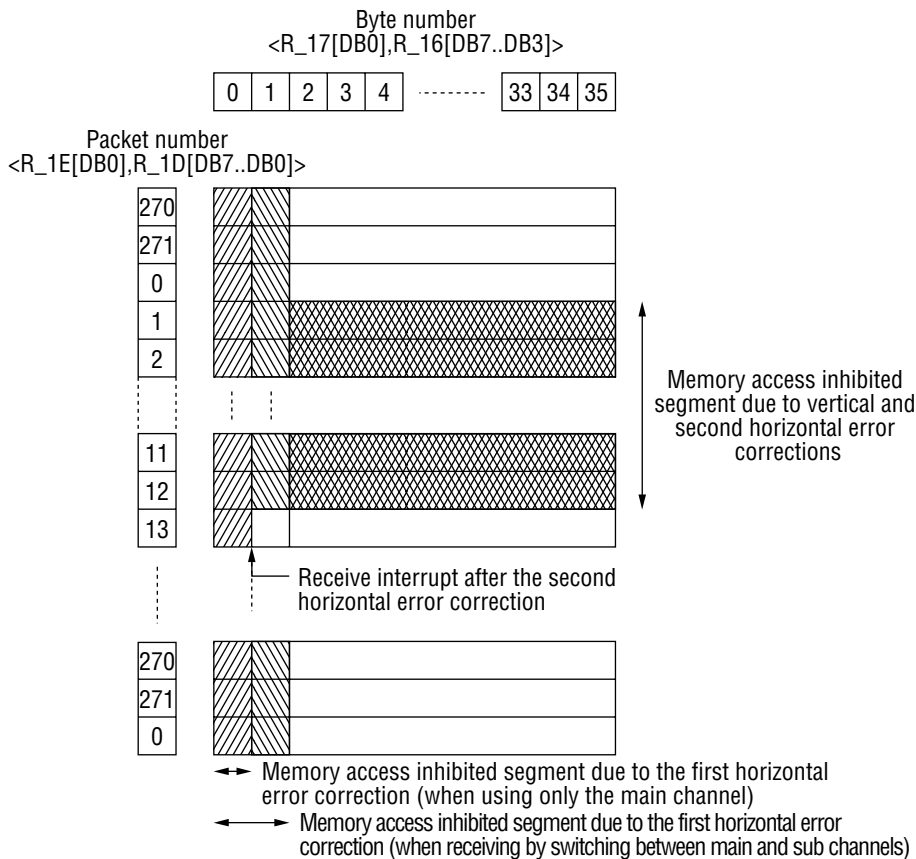 Byte number
<R_17[DB0],R_16[DB7..DB3]>
0 1 2 3 4 33 34 35
Packet number
<R_1E[DB0],R_1D[DB7..DB0]>
270
271
0
1
2
Memory access inhibited
segment due to vertical and
second horizontal error
corrections
11
12
13
Receive interrupt after the second
horizontal error correction
270
271
0
Memory access inhibited segment due to the first horizontal
error correction (when using only the main channel)
Memory access inhibited segment due to the first horizontal error
correction (when receiving by switching between main and sub channels)